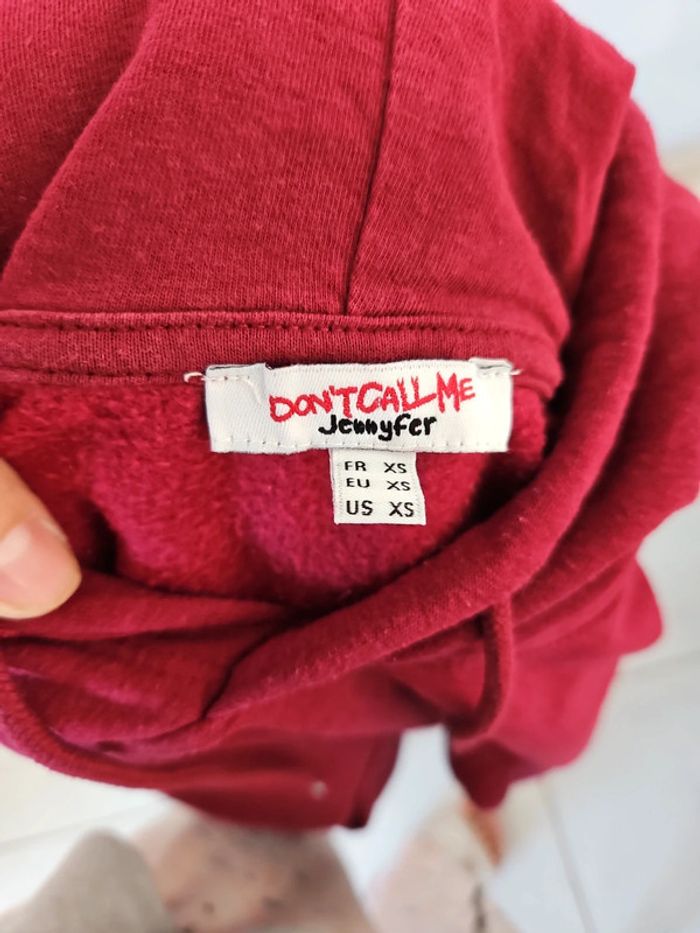 DON'T CALL ME
Jennyfer
FR XS
EU XS
US XS